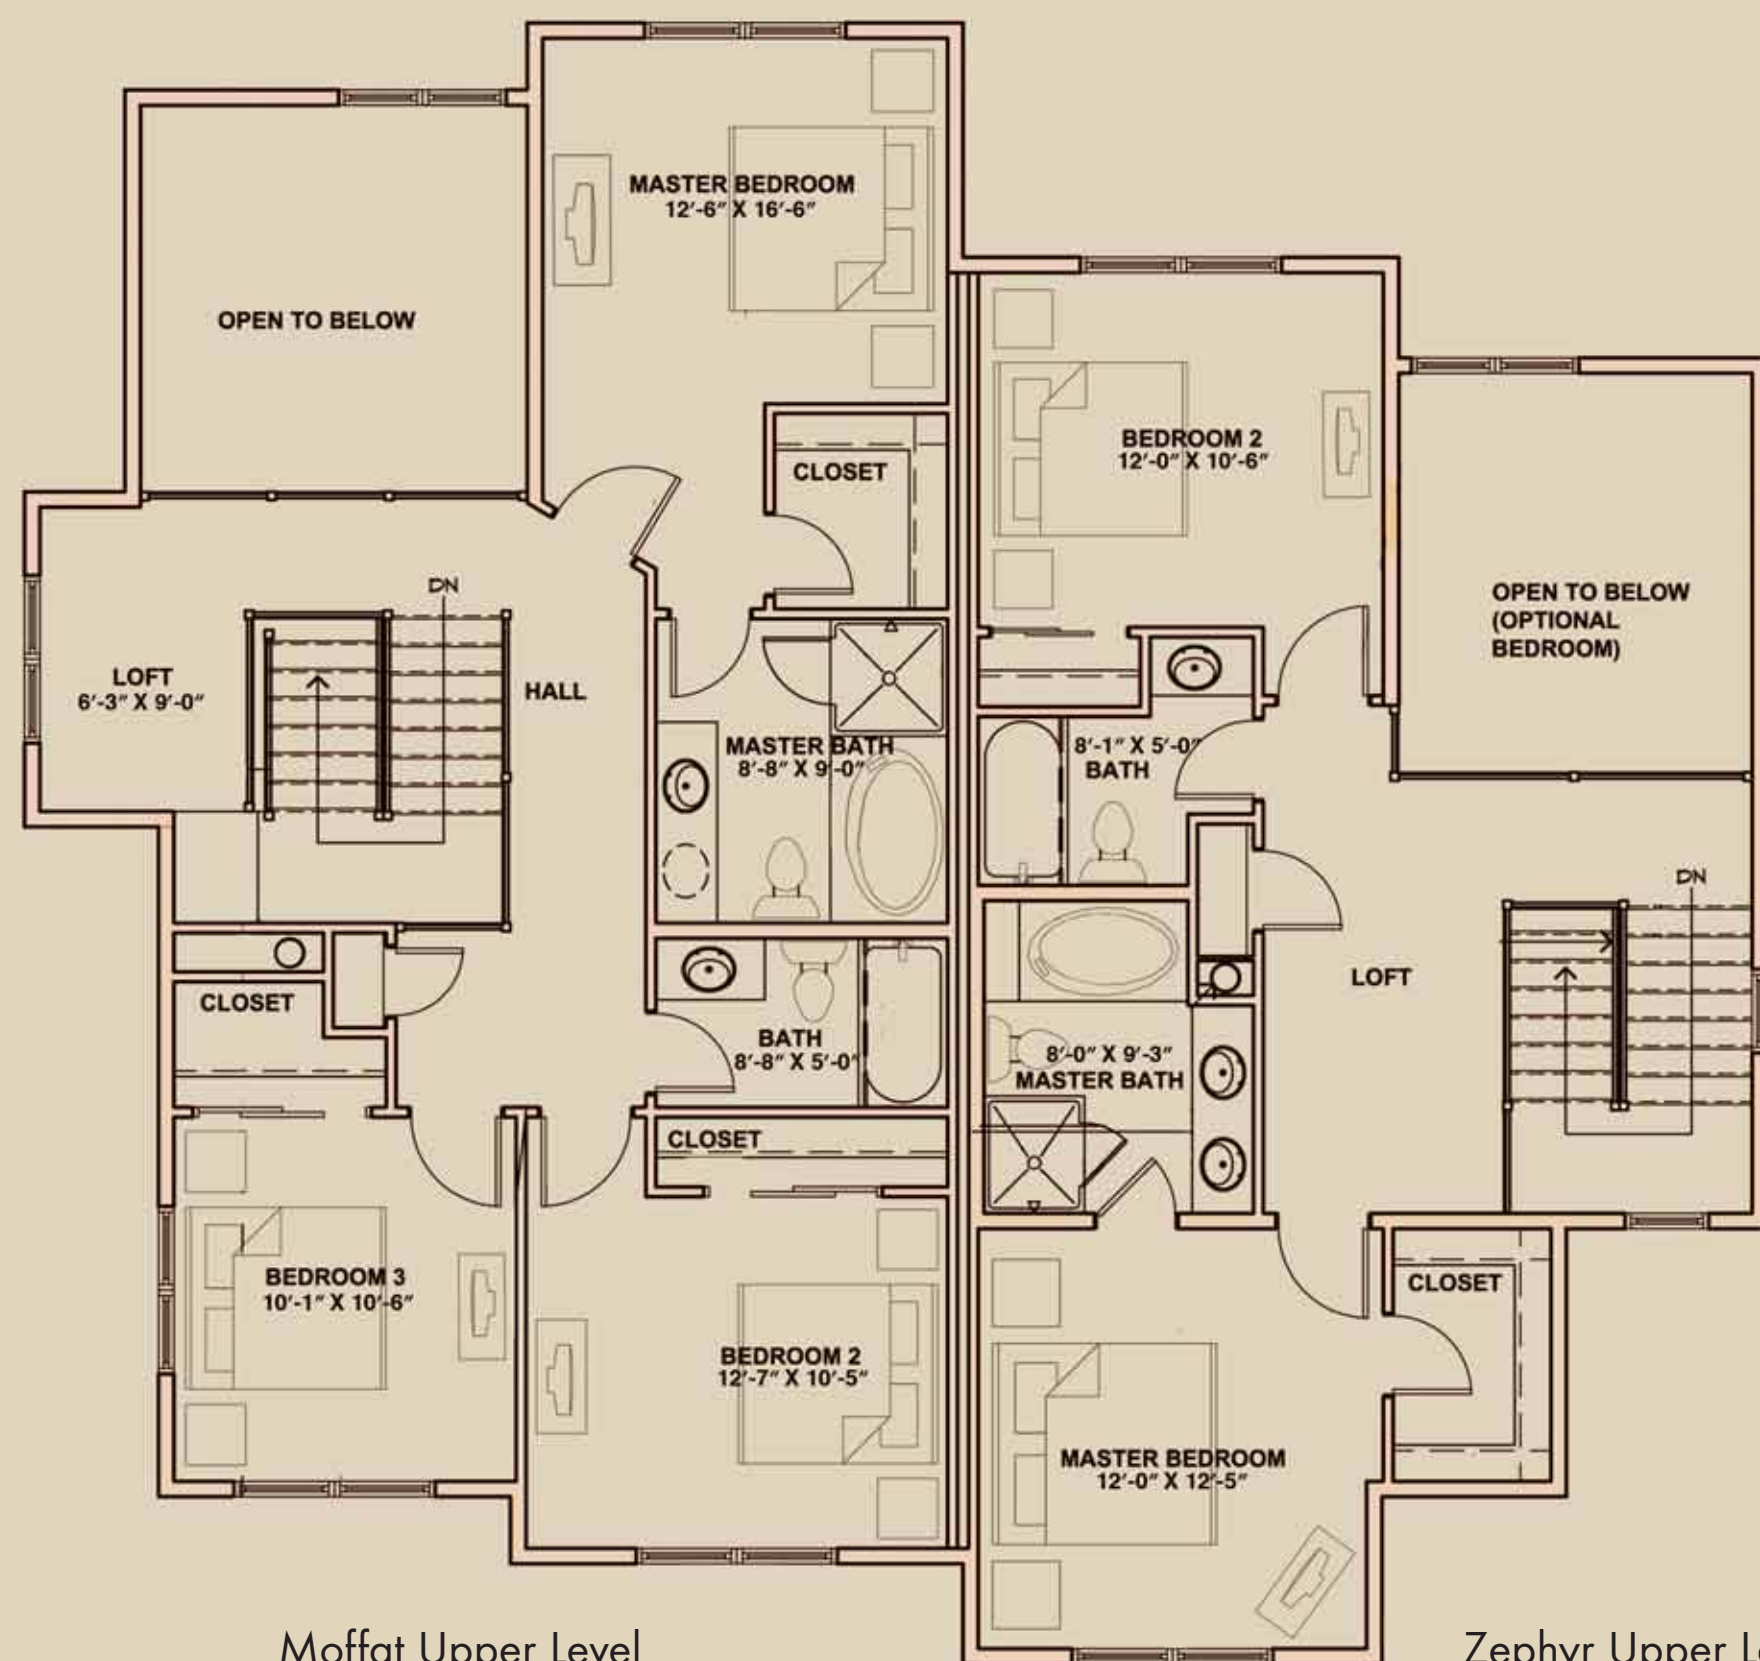 MASTER BEDROOM
12'-6" X 16'-6"
OPEN TO BELOW
CLOSET
DN
LOFT
6'-3" X 9'-0"
HALL
MASTER BATH
8'-8" X 9'-0"
CLOSET
BATH
8'-8" X 5'-0"
CLOSET
BEDROOM 3
10'-1" X 10'-6"
BEDROOM 2
12'-7" X 10'-5"
Moffat Upper Level
BEDROOM 2
12'-0" X 10'-6"
OPEN TO BELOW
(OPTIONAL
BEDROOM)
8'-1" X 5'-0"
BATH
DN
LOFT
8'-0" X 9'-3"
MASTER BATH
CLOSET
MASTER BEDROOM
12'-0" X 12'-5"
Zephyr Upper